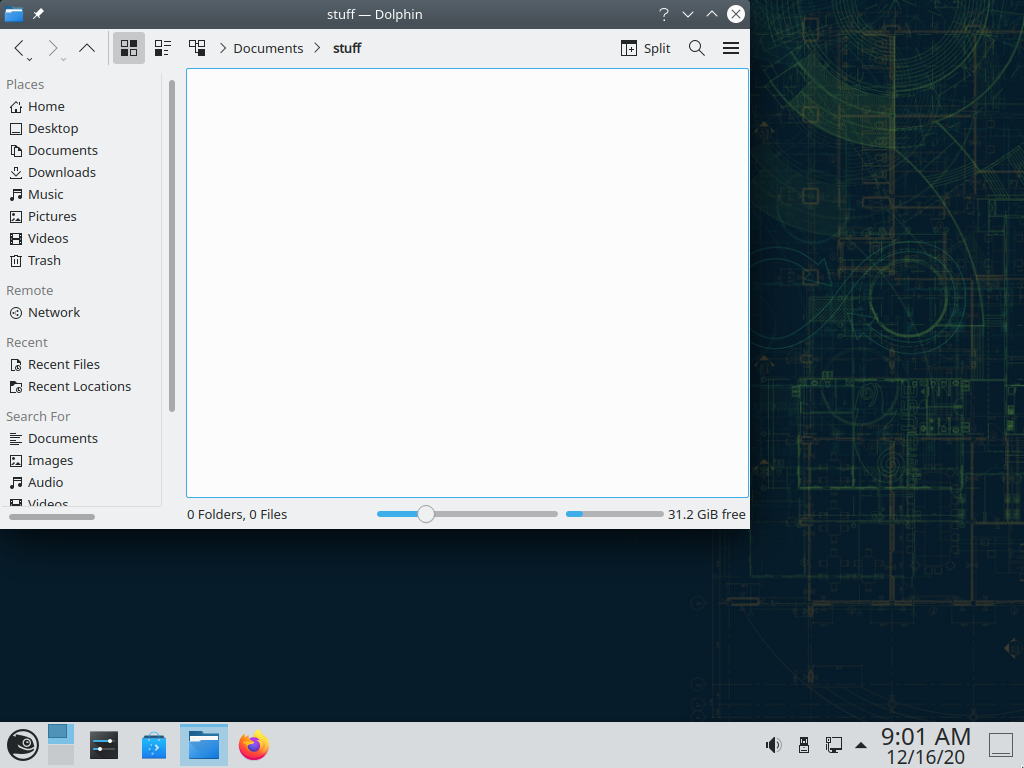 stuff — Dolphin
Documents
stuff
Split
Places
Home
Desktop
Documents
Downloads
Music
Pictures
Videos
Trash
Remote
Network
Recent
Recent Files
Recent Locations
Search For
Documents
Images
Audio
Videos
0 Folders, 0 Files
31.2 GiB free
9:01 AM
12/16/20